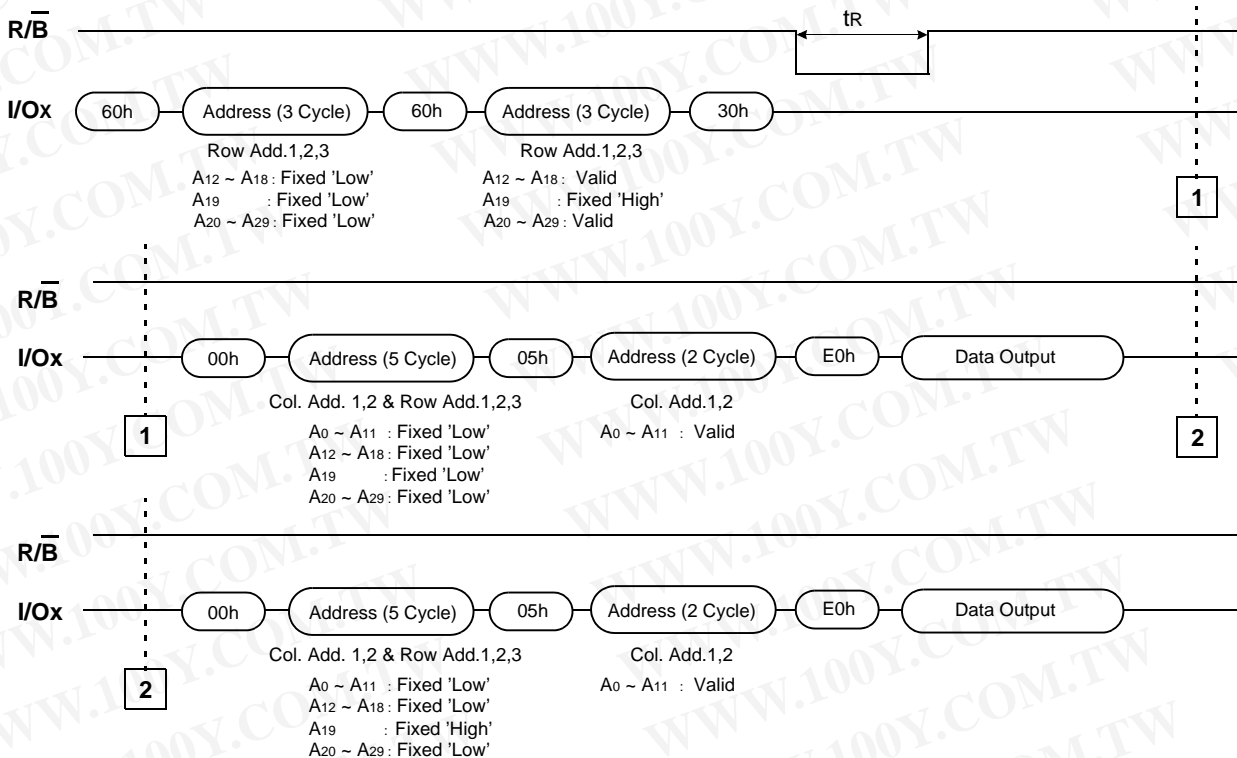 R/B tR
I/Ox 60h Address (3 Cycle) 60h Address (3 Cycle) 30h
Row Add.1,2,3 Row Add.1,2,3
A12 ~ A18 : Fixed 'Low' A12 ~ A18 : Valid
A19 : Fixed 'Low' A19 : Fixed 'High'
A20 ~ A29 : Fixed 'Low' A20 ~ A29 : Valid
1
R/B
I/Ox 00h Address (5 Cycle) 05h Address (2 Cycle) E0h Data Output
Col. Add. 1,2 & Row Add.1,2,3 Col. Add.1,2
A0 ~ A11 : Fixed 'Low' A0 ~ A11 : Valid
A12 ~ A18 : Fixed 'Low'
A19 : Fixed 'Low'
A20 ~ A29 : Fixed 'Low'
1 2
R/B
I/Ox 00h Address (5 Cycle) 05h Address (2 Cycle) E0h Data Output
Col. Add. 1,2 & Row Add.1,2,3 Col. Add.1,2
A0 ~ A11 : Fixed 'Low' A0 ~ A11 : Valid
A12 ~ A18 : Fixed 'Low'
A19 : Fixed 'High'
A20 ~ A29 : Fixed 'Low'
2
WWW.100Y.COM.TW